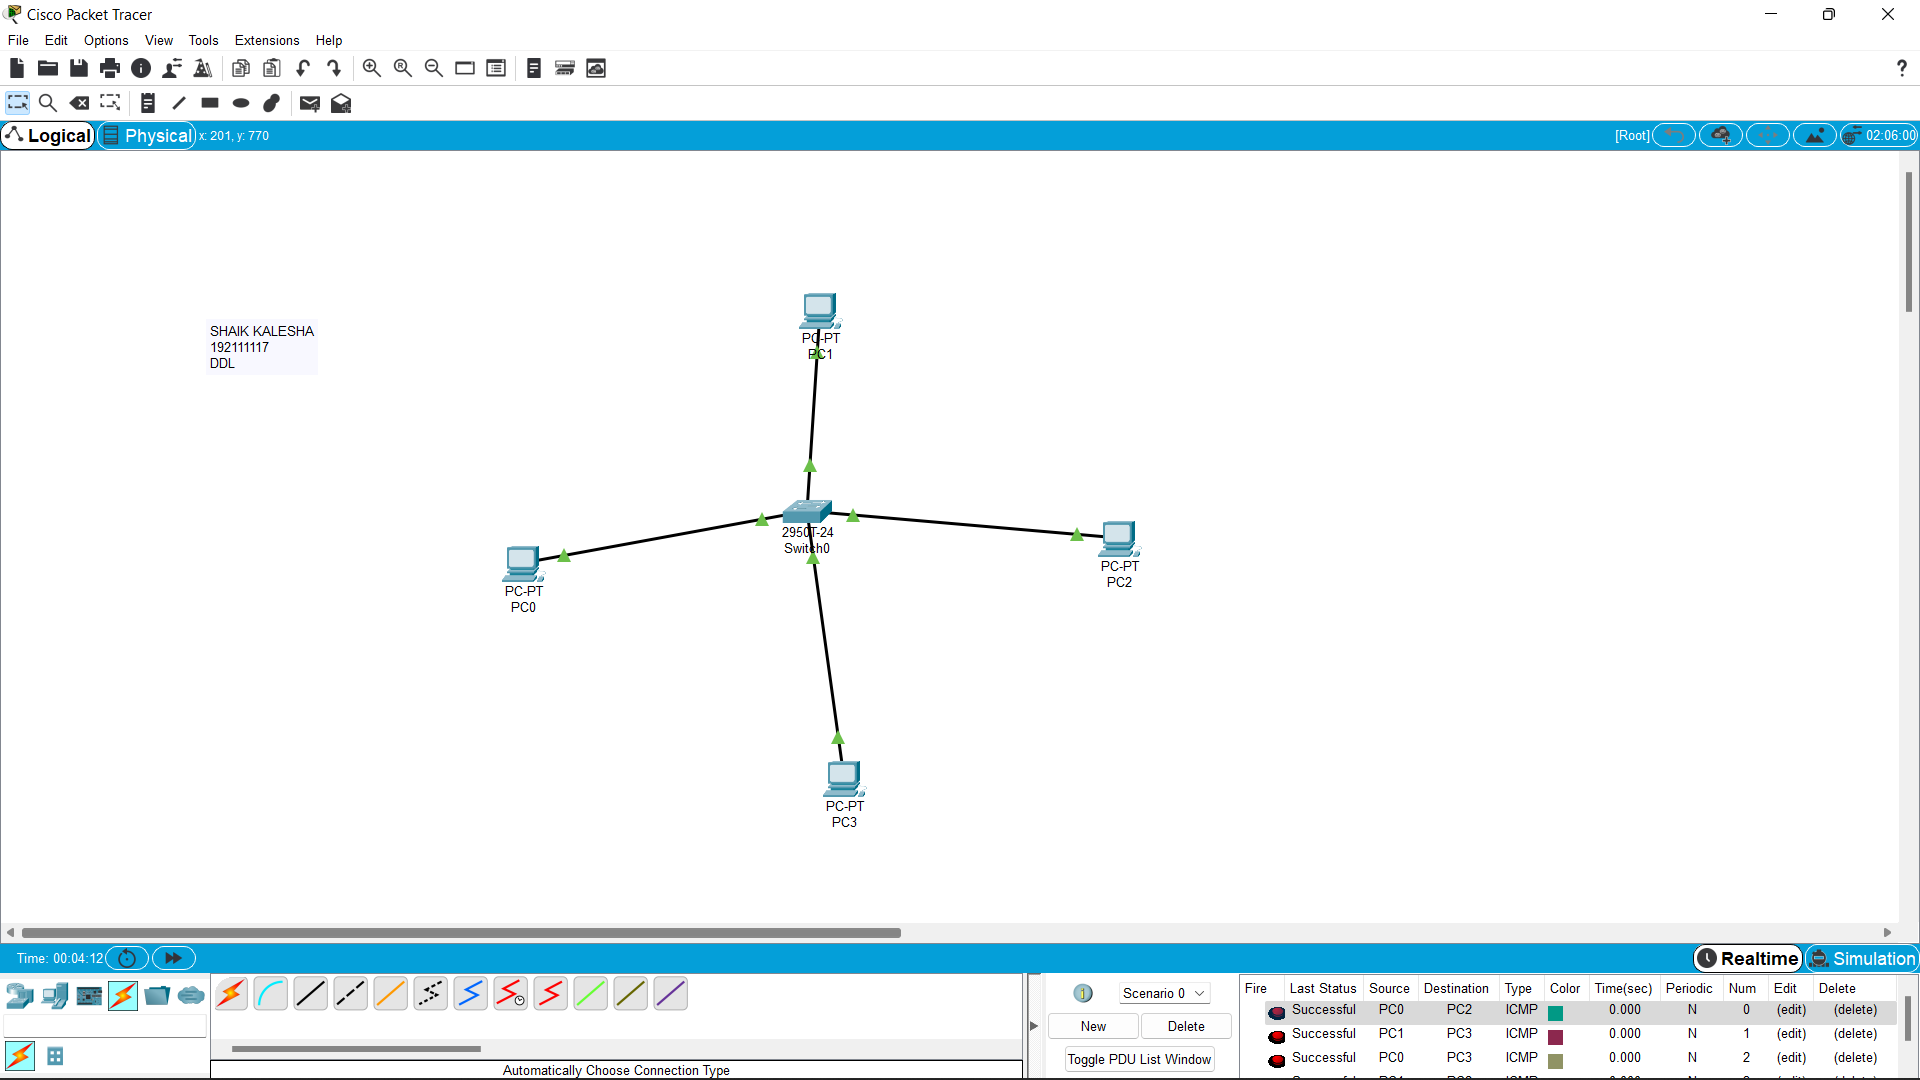 Cisco Packet Tracer
File Edit Options View Tools Extensions Help
?
Logical Physical x: 201, y: 770 [Root] 02:06:00
PC-PT
PC1
SHAIK KALESHA
192111117
DDL
2950T-24
Switch0
PC-PT
PC2
PC-PT
PC0
PC-PT
PC3
Time: 00:04:12 Realtime Simulation
Scenario 0
New Delete
Toggle PDU List Window
Automatically Choose Connection Type
Fire Last Status Source Destination Type Color Time(sec) Periodic Num Edit Delete
Successful PC0 PC2 ICMP 0.000 N 0 (edit) (delete)
Successful PC1 PC3 ICMP 0.000 N 1 (edit) (delete)
Successful PC0 PC3 ICMP 0.000 N 2 (edit) (delete)